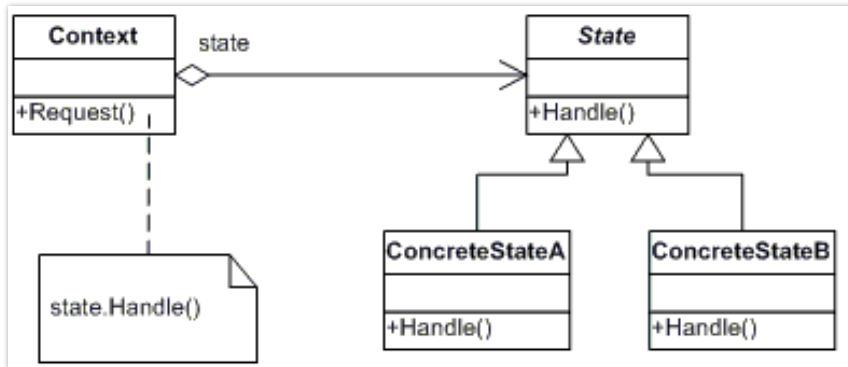 Context
state
State
+Request()
+Handle()
ConcreteStateA
ConcreteStateB
state.Handle()
+Handle()
+Handle()